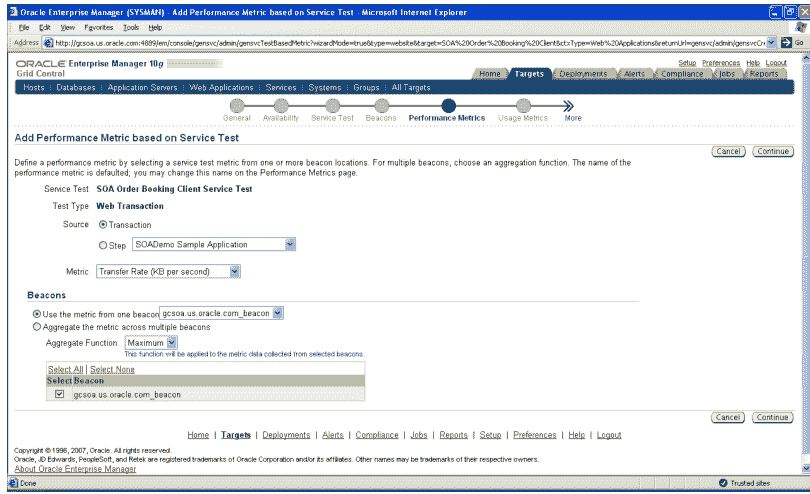 Oracle Enterprise Manager (SYSMAN) - Add Performance Metric based on Service Test - Microsoft Internet Explorer
File Edit View Favorites Tools Help
Address http://gcsoa.us.oracle.com:4889/em/console/gensvc/admin/gensvcTestBasedMetric?wizardMode=true&type=website&target=SOA%20Order%20Booking%20Client&ctxType=Web%20Applications&returnUrl=gensvc/admin/gensvcCr Go
ORACLE Enterprise Manager 10g
Setup Preferences Help Logout
Grid Control
Home Targets Deployments Alerts Compliance Jobs Reports
Hosts | Databases | Application Servers | Web Applications | Services | Systems | Groups | All Targets
General Availability Service Test Beacons Performance Metrics Usage Metrics More
Add Performance Metric based on Service Test
Cancel Continue
Define a performance metric by selecting a service test metric from one or more beacon locations. For multiple beacons, choose an aggregation function. The name of the
performance metric is defaulted; you may change this name on the Performance Metrics page.
Service Test SOA Order Booking Client Service Test
Test Type Web Transaction
Source Transaction
Step SOADemo Sample Application
Metric Transfer Rate (KB per second)
Beacons
Use the metric from one beacon gcsoa.us.oracle.com_beacon
Aggregate the metric across multiple beacons
Aggregate Function Maximum
This function will be applied to the metric data collected from selected beacons.
Select All | Select None
Select Beacon
gcsoa.us.oracle.com_beacon
Cancel Continue
Home | Targets | Deployments | Alerts | Compliance | Jobs | Reports | Setup | Preferences | Help | Logout
Copyright © 1996, 2007, Oracle. All rights reserved.
Oracle, JD Edwards, PeopleSoft, and Retek are registered trademarks of Oracle Corporation and/or its affiliates. Other names may be trademarks of their respective owners.
About Oracle Enterprise Manager
Done Trusted sites